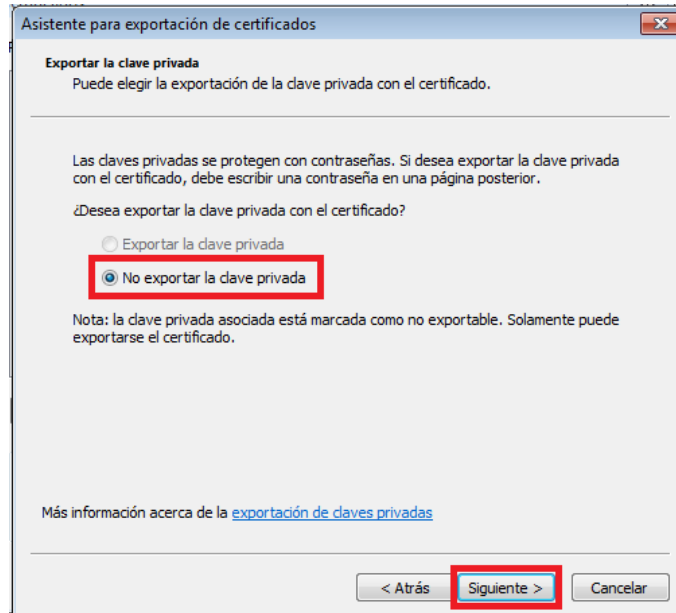 Asistente para exportación de certificados
Exportar la clave privada
Puede elegir la exportación de la clave privada con el certificado.
Las claves privadas se protegen con contraseñas. Si desea exportar la clave privada
con el certificado, debe escribir una contraseña en una página posterior.
¿Desea exportar la clave privada con el certificado?
Exportar la clave privada
No exportar la clave privada
Nota: la clave privada asociada está marcada como no exportable. Solamente puede
exportarse el certificado.
Más información acerca de la exportación de claves privadas
< Atrás
Siguiente >
Cancelar